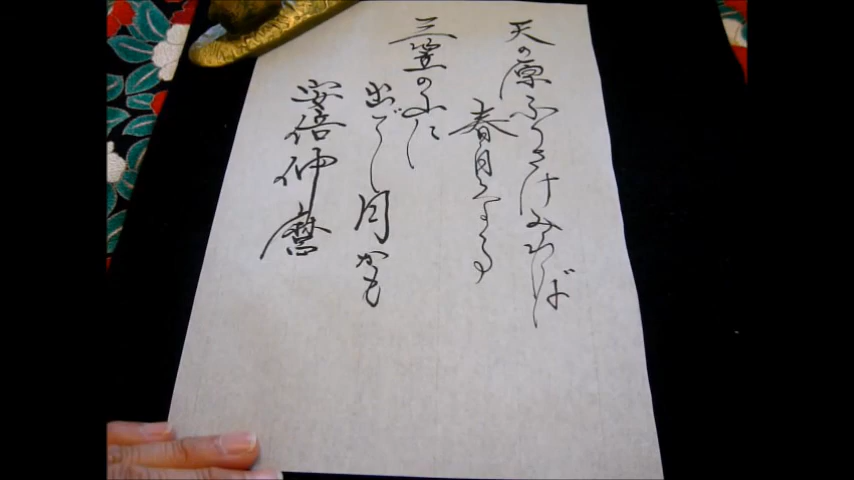 天の原ふりさけみれば
春日なる
三笠の山に
出でし月かも
安倍仲麿